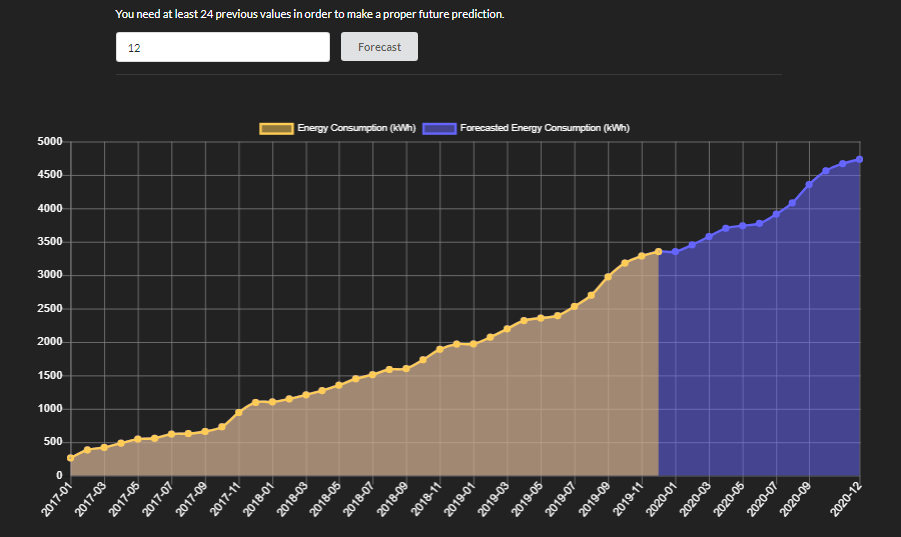 You need at least 24 previous values in order to make a proper future prediction.
12 Forecast
Energy Consumption (kWh) Forecasted Energy Consumption (kWh)
5000
4500
4000
3500
3000
2500
2000
1500
1000
500
0
2017-01 2017-03 2017-05 2017-07 2017-09 2017-11 2018-01 2018-03 2018-05 2018-07 2018-09 2018-11 2019-01 2019-03 2019-05 2019-07 2019-09 2019-11 2020-01 2020-03 2020-05 2020-07 2020-09 2020-12